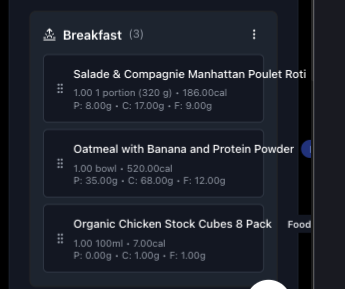 Breakfast (3)
Salade & Compagnie Manhattan Poulet Roti
1.00 1 portion (320 g) • 186.00cal
P: 8.00g • C: 17.00g • F: 9.00g
Oatmeal with Banana and Protein Powder
1.00 bowl • 520.00cal
P: 35.00g • C: 68.00g • F: 12.00g
Organic Chicken Stock Cubes 8 Pack Food
1.00 100ml • 7.00cal
P: 0.00g • C: 1.00g • F: 1.00g